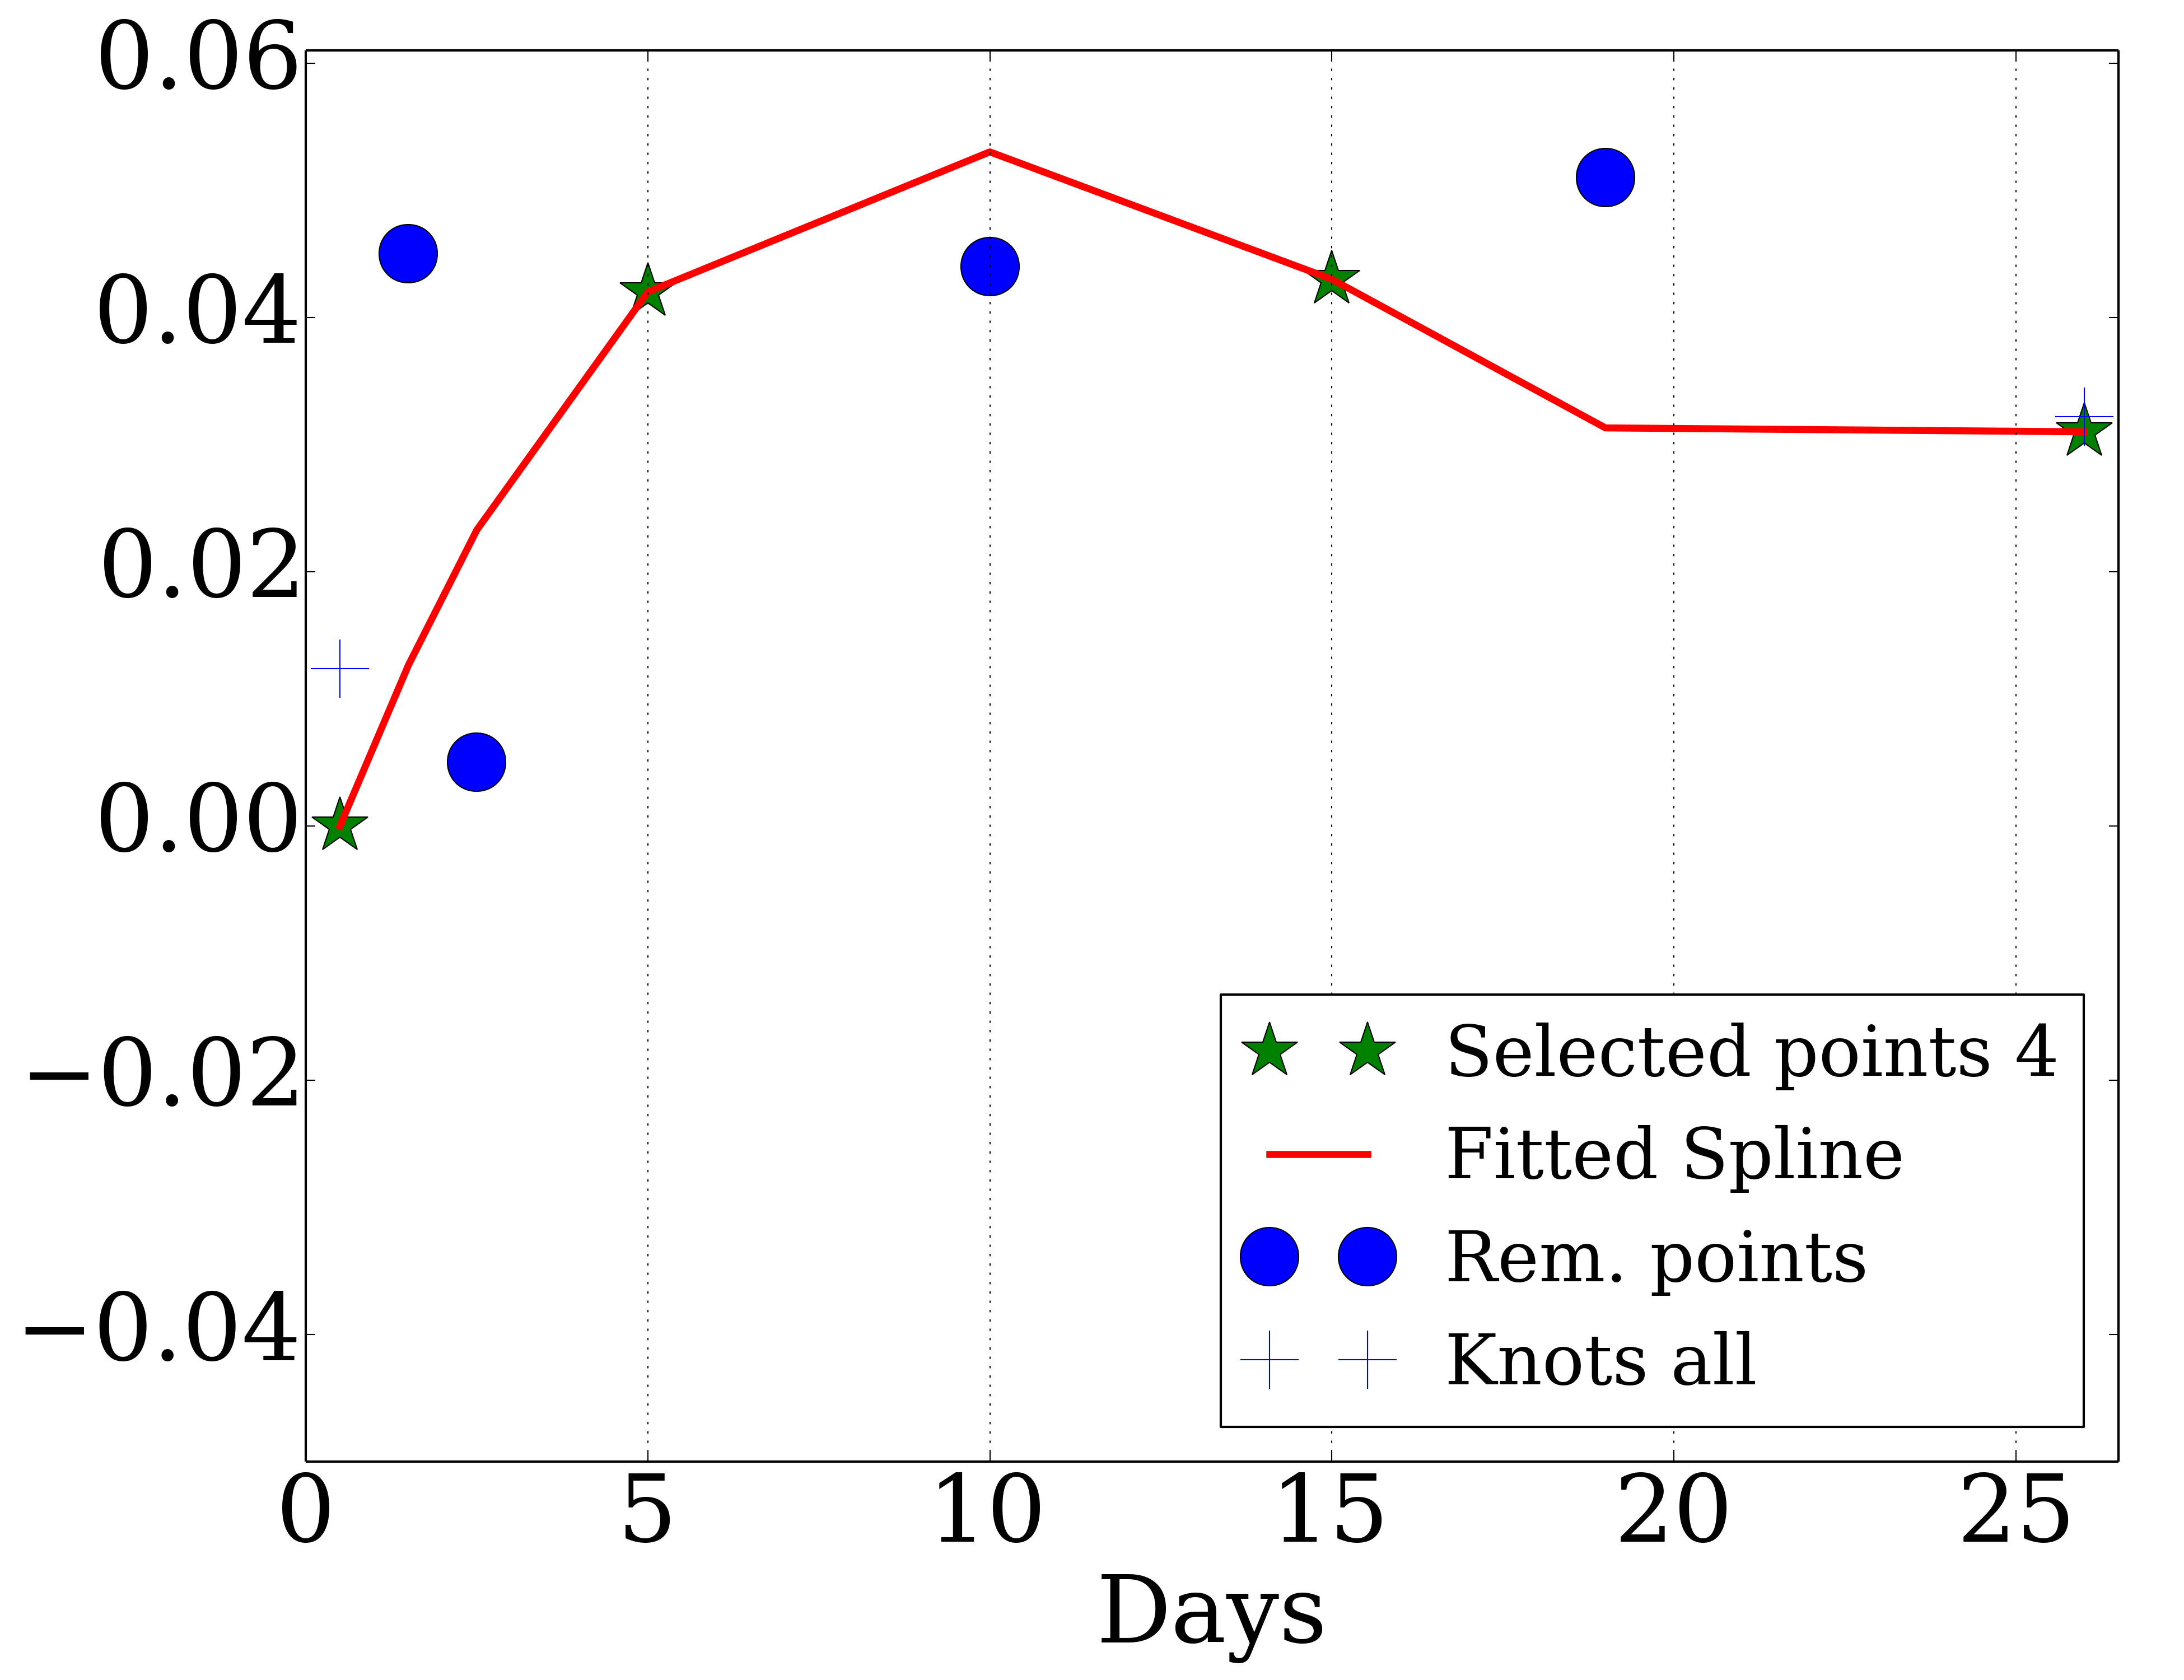 0.06
0.04
0.02
0.00
−0.02
−0.04
0 5 10 15 20 25
Days
Selected points 4
Fitted Spline
Rem. points
Knots all